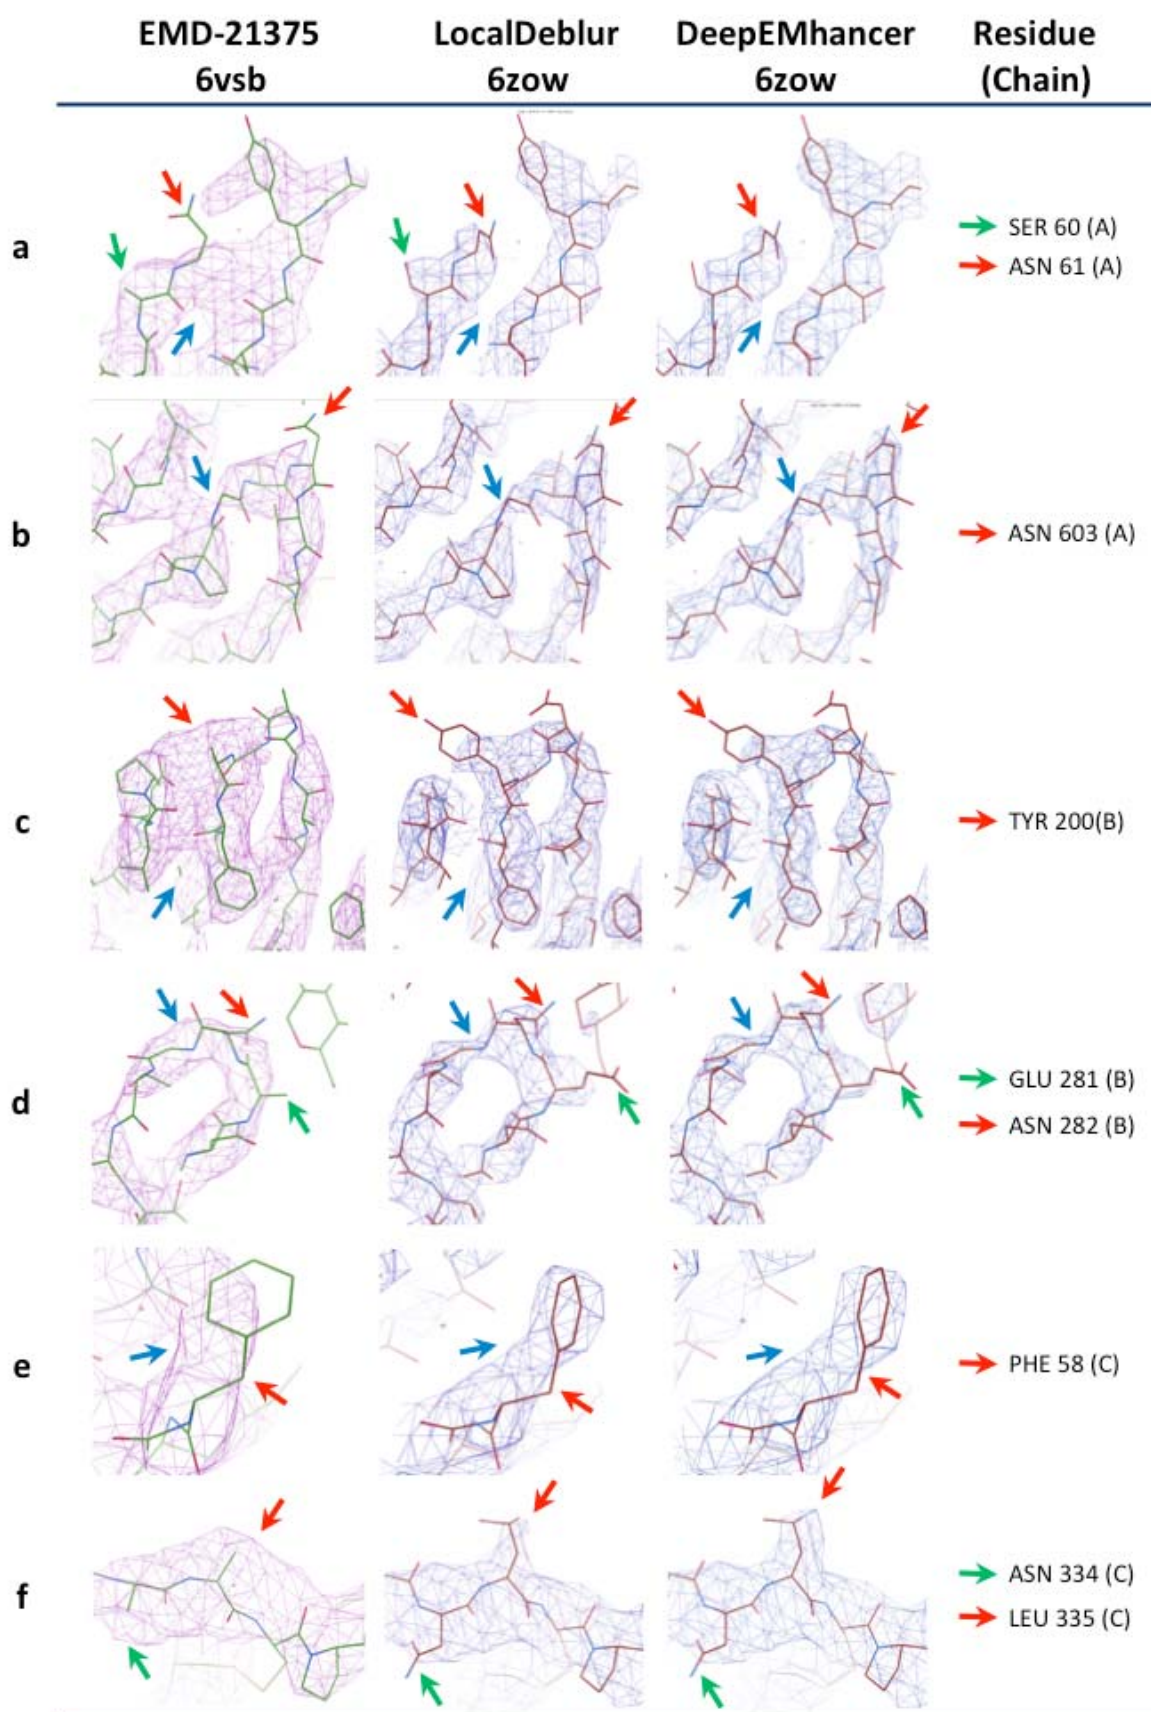 EMD-21375 LocalDeblur DeepEMhancer Residue
6vsb 6zow 6zow (Chain)
a
SER 60 (A)
ASN 61 (A)
b
ASN 603 (A)
c
TYR 200(B)
d
GLU 281 (B)
ASN 282 (B)
e
PHE 58 (C)
f
ASN 334 (C)
LEU 335 (C)